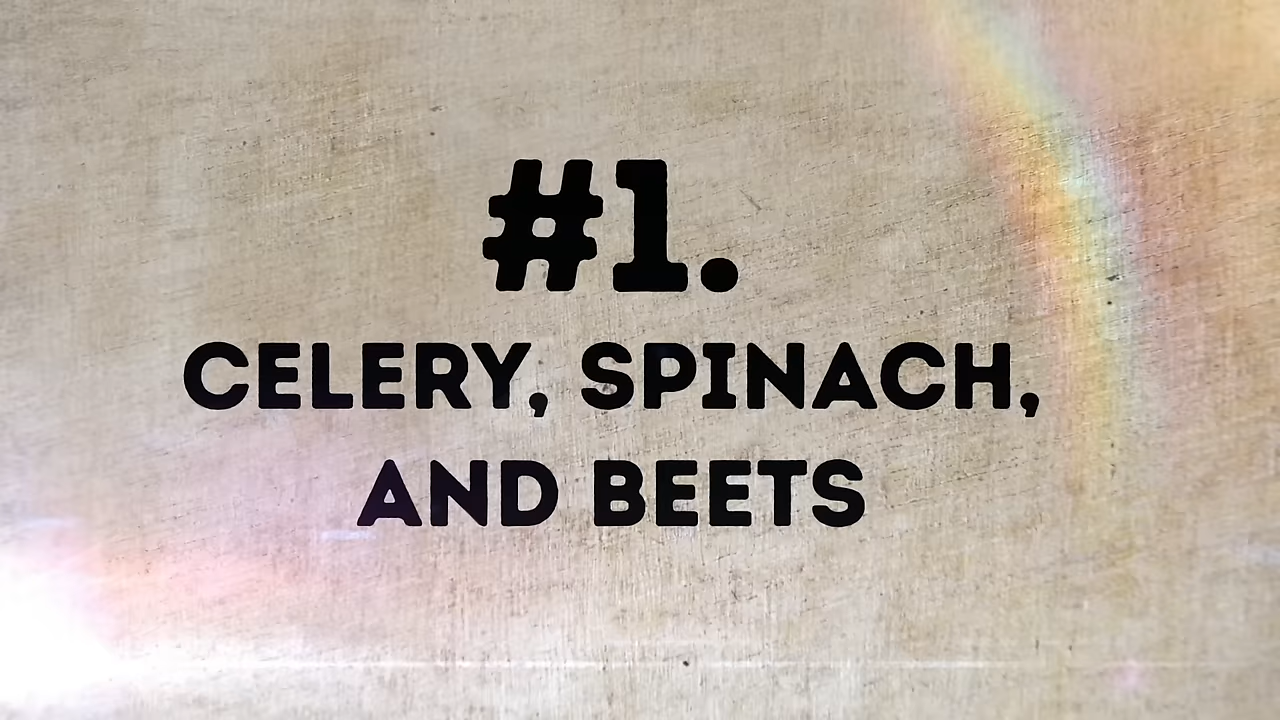 #1.
CELERY, SPINACH,
AND BEETS